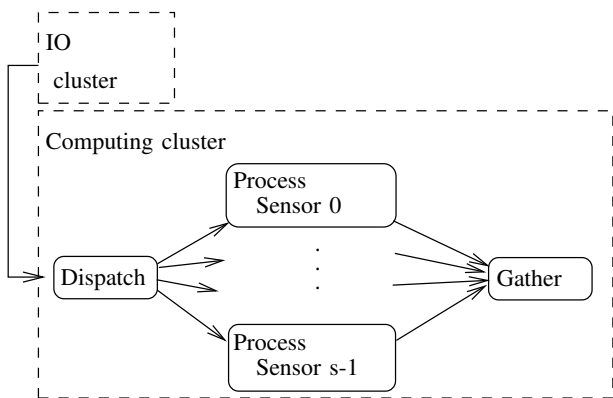 IO
cluster
Computing cluster
Process
Sensor 0
Dispatch
.
.
.
Gather
Process
Sensor s-1